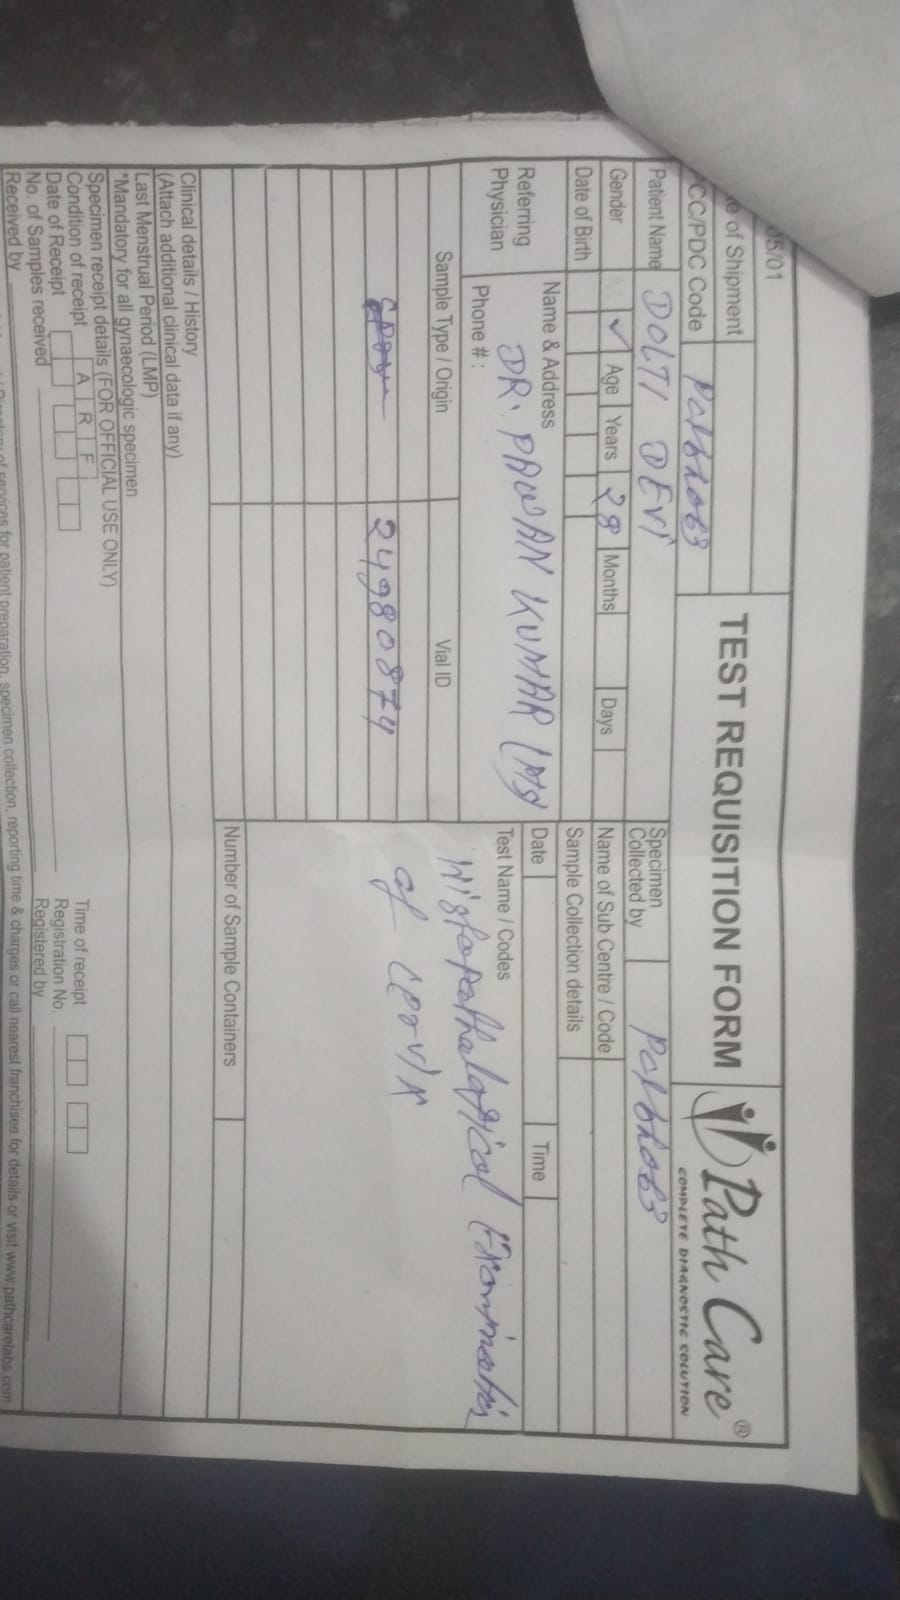 05/01
TEST REQUISITION FORM
Path Care®
COMPLETE DIAGNOSTIC SOLUTION
e of Shipment
CC/PDC Code
Patient Name DOLTI DEVI
Specimen
Collected by
Gender M ✓ Age Years 28 Months Days
Name of Sub Centre / Code
Date of Birth
Sample Collection details
Referring
Physician
Name & Address
DR. PAWAN KUMAR
Phone #:
Date Time
Test Name / Codes
Histopathalogical
of
Sample Type / Origin Vial ID
24980874
Number of Sample Containers
Clinical details / History
(Attach additional clinical data if any)
Last Menstrual Period (LMP)
*Mandatory for all gynaecologic specimen
Specimen receipt details (FOR OFFICIAL USE ONLY)
Condition of receipt A R F
Time of receipt
Date of Receipt
Registration No.
No. of Samples received
Registered by
Received by
of services for patient preparation, specimen collection, reporting time & charges or call nearest franchisee for details or visit www.pathcarelabs.com